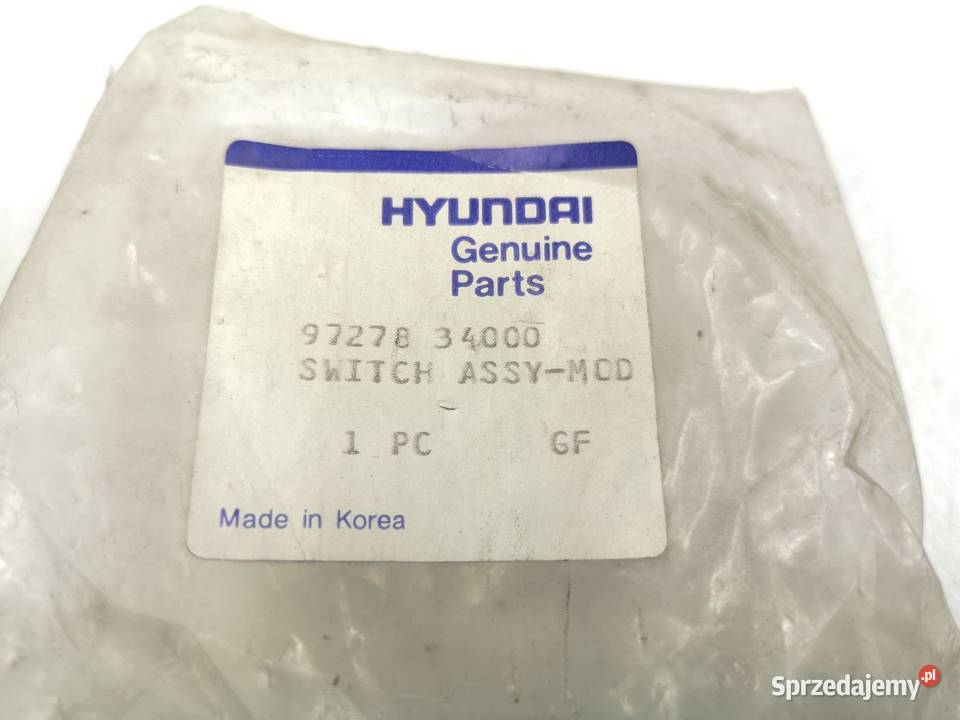 HYUNDAI
Genuine
Parts
97278 34000
SWITCH ASSY-MOD
1 PC GF
Made in Korea
Sprzedajemy.pl